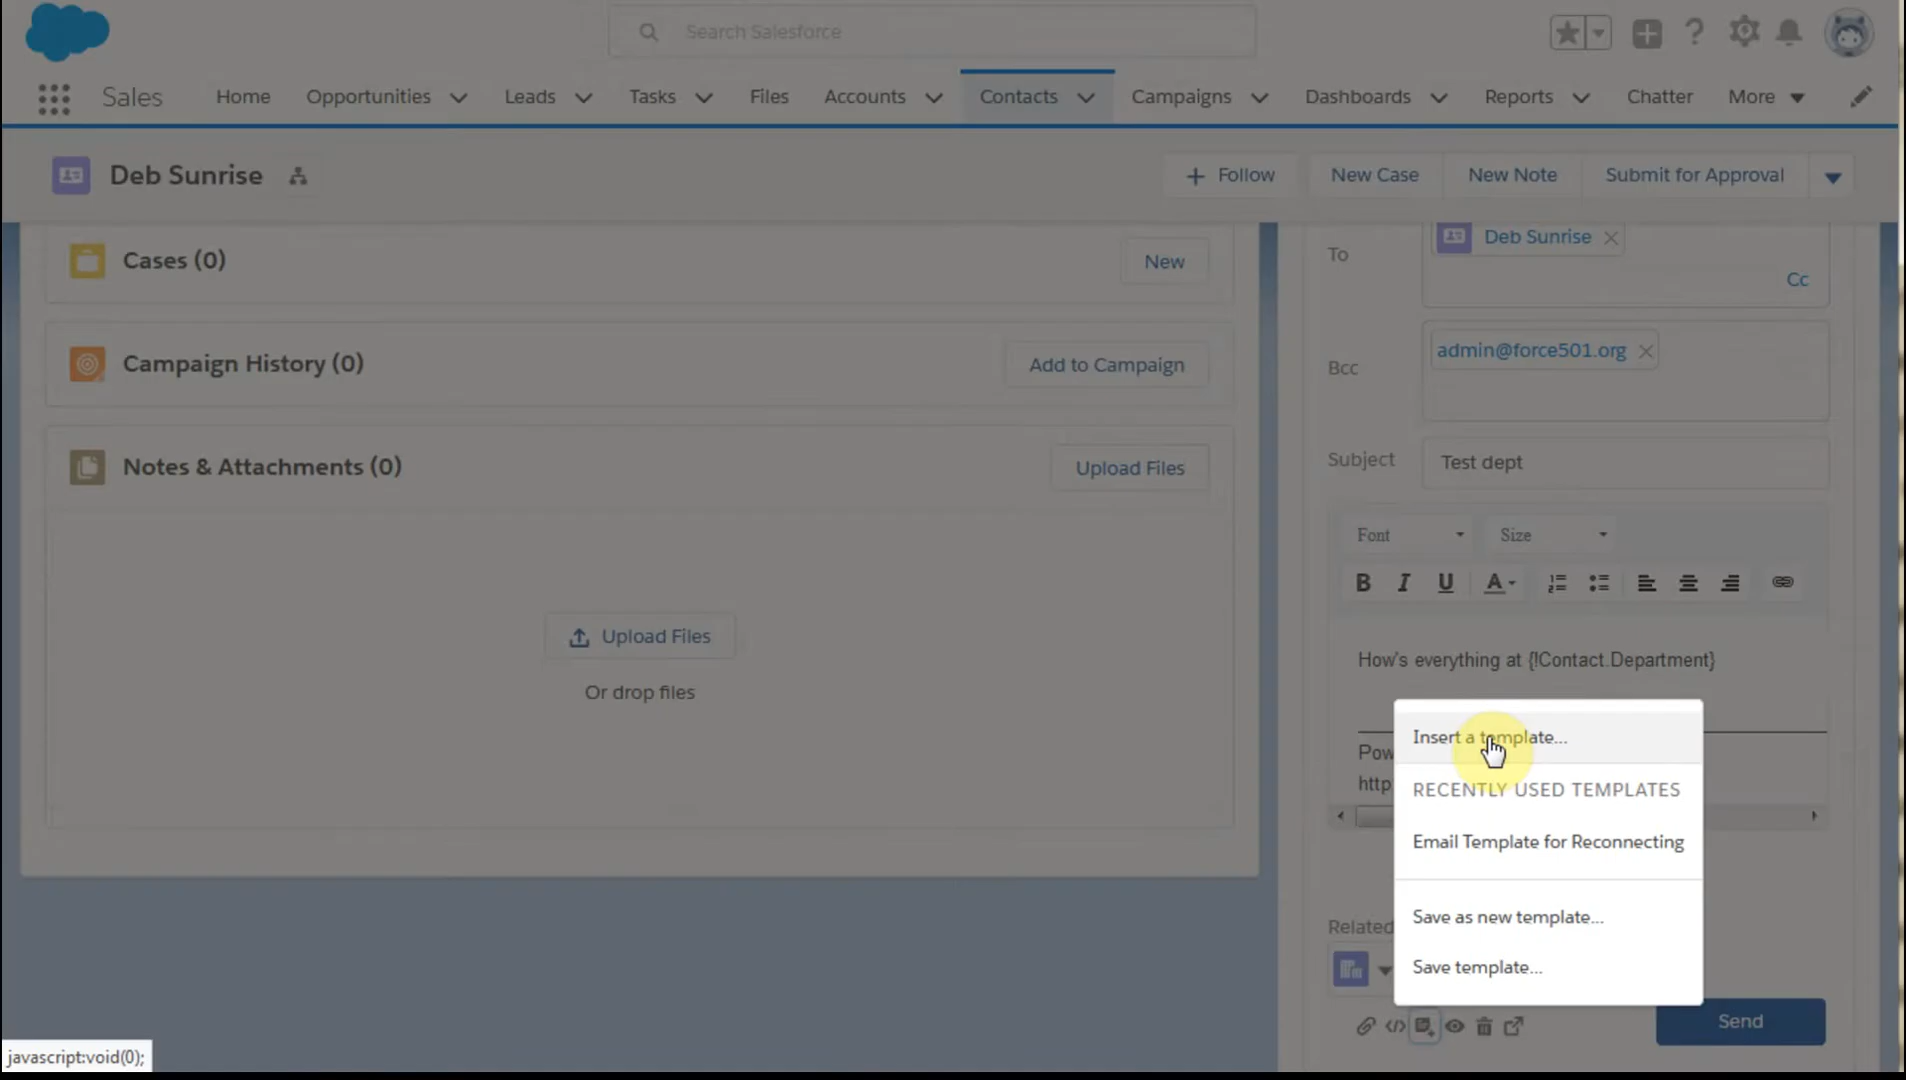 Search Salesforce
Sales Home Opportunities Leads Tasks Files Accounts Contacts Campaigns Dashboards Reports Chatter More
Deb Sunrise
+ Follow New Case New Note Submit for Approval
Cases (0)
New
Campaign History (0)
Add to Campaign
Notes & Attachments (0)
Upload Files
Upload Files
Or drop files
To
Deb Sunrise
Cc
Bcc
admin@force501.org
Subject
Test dept
Font Size
B I U A
How's everything at {!Contact.Department}
Pow
http
Insert a template...
RECENTLY USED TEMPLATES
Email Template for Reconnecting
Save as new template...
Save template...
Related
Send
javascript:void(0);